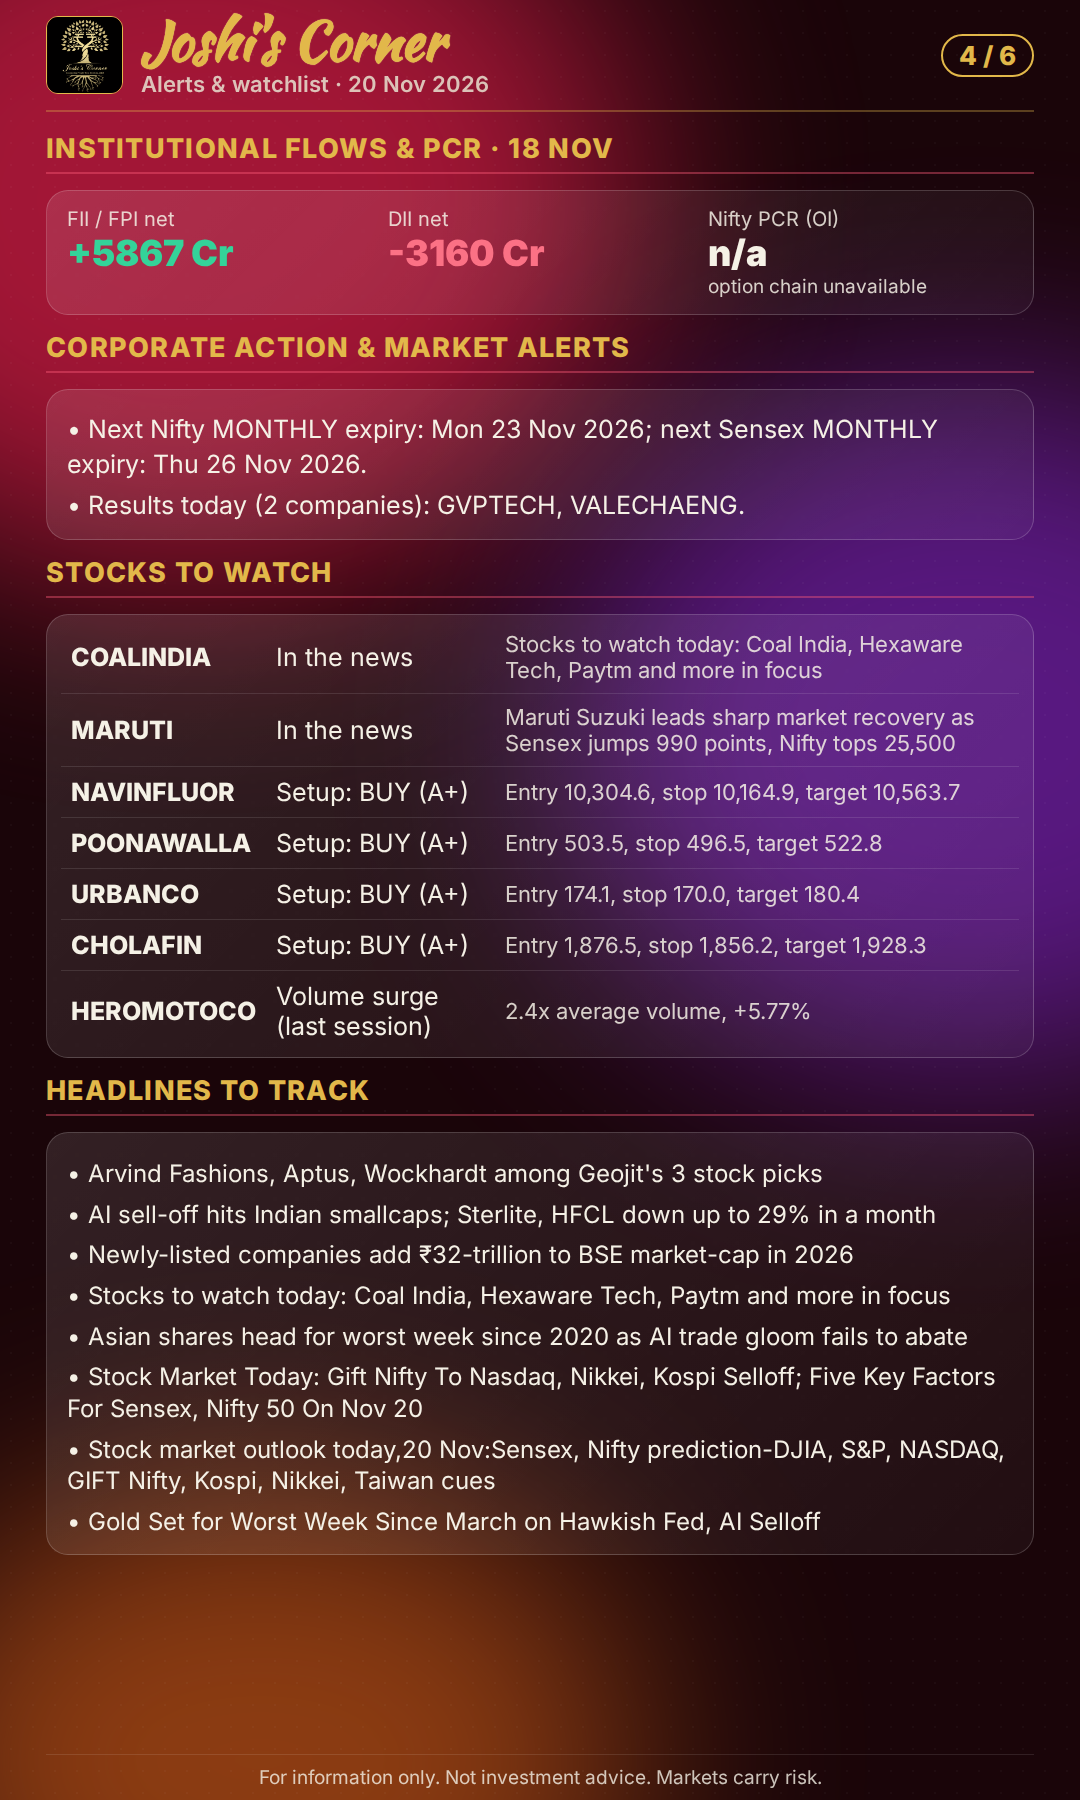 Joshi's Corner
Joshi's Corner
Alerts & watchlist · 20 Nov 2026
4 / 6
INSTITUTIONAL FLOWS & PCR · 18 NOV
FII / FPI net
+5867 Cr
DII net
-3160 Cr
Nifty PCR (OI)
n/a
option chain unavailable
CORPORATE ACTION & MARKET ALERTS
• Next Nifty MONTHLY expiry: Mon 23 Nov 2026; next Sensex MONTHLY
expiry: Thu 26 Nov 2026.
• Results today (2 companies): GVPTECH, VALECHAENG.
STOCKS TO WATCH
COALINDIA In the news Stocks to watch today: Coal India, Hexaware
Tech, Paytm and more in focus
MARUTI In the news Maruti Suzuki leads sharp market recovery as
Sensex jumps 990 points, Nifty tops 25,500
NAVINFLUOR Setup: BUY (A+) Entry 10,304.6, stop 10,164.9, target 10,563.7
POONAWALLA Setup: BUY (A+) Entry 503.5, stop 496.5, target 522.8
URBANCO Setup: BUY (A+) Entry 174.1, stop 170.0, target 180.4
CHOLAFIN Setup: BUY (A+) Entry 1,876.5, stop 1,856.2, target 1,928.3
HEROMOTOCO Volume surge
(last session) 2.4x average volume, +5.77%
HEADLINES TO TRACK
• Arvind Fashions, Aptus, Wockhardt among Geojit's 3 stock picks
• AI sell-off hits Indian smallcaps; Sterlite, HFCL down up to 29% in a month
• Newly-listed companies add ₹32-trillion to BSE market-cap in 2026
• Stocks to watch today: Coal India, Hexaware Tech, Paytm and more in focus
• Asian shares head for worst week since 2020 as AI trade gloom fails to abate
• Stock Market Today: Gift Nifty To Nasdaq, Nikkei, Kospi Selloff; Five Key Factors
For Sensex, Nifty 50 On Nov 20
• Stock market outlook today,20 Nov:Sensex, Nifty prediction-DJIA, S&P, NASDAQ,
GIFT Nifty, Kospi, Nikkei, Taiwan cues
• Gold Set for Worst Week Since March on Hawkish Fed, AI Selloff
For information only. Not investment advice. Markets carry risk.